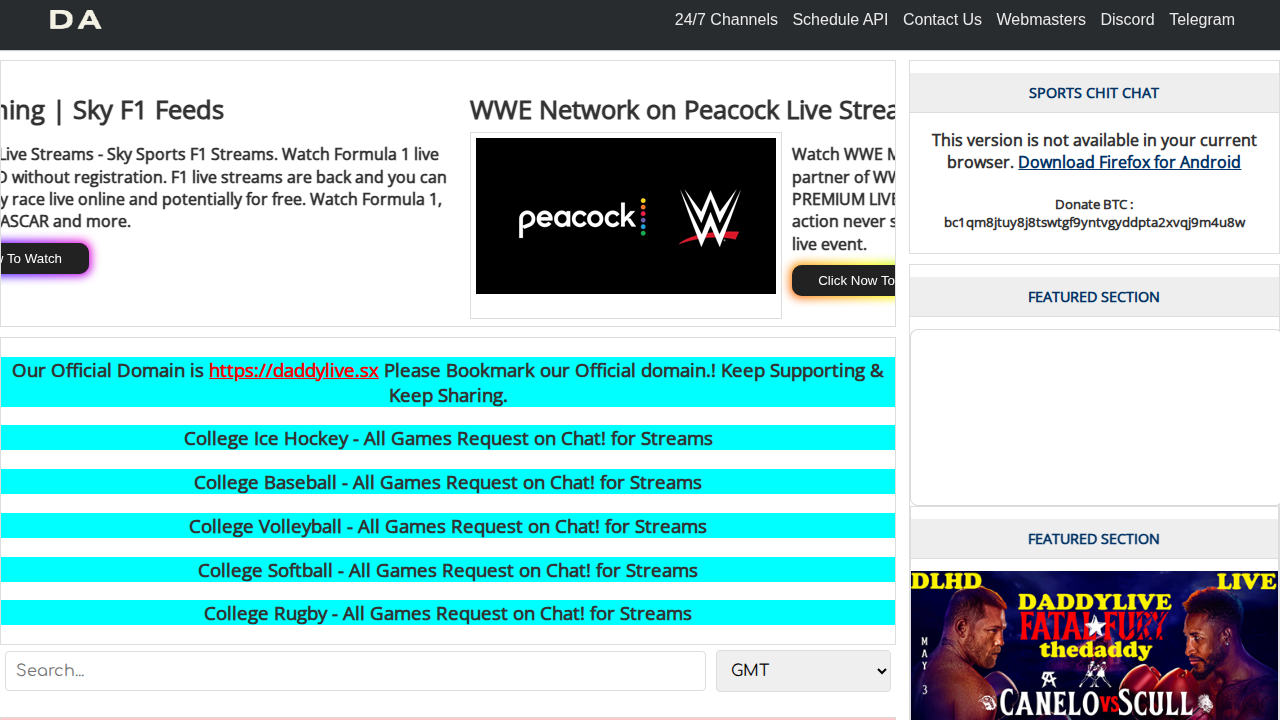 DA
24/7 Channels Schedule API Contact Us Webmasters Discord Telegram
| Sky F1 Feeds
Live Streams - Sky Sports F1 Streams. Watch Formula 1 live
without registration. F1 live streams are back and you can
race live online and potentially for free. Watch Formula 1,
and more.
To Watch
WWE Network on Peacock Live
peacock
Watch WWE
partner of
PREMIUM
action never
live event.
Click Now To
Our Official Domain is https://daddylive.sx Please Bookmark our Official domain.! Keep Supporting &
Keep Sharing.
College Ice Hockey - All Games Request on Chat! for Streams
College Baseball - All Games Request on Chat! for Streams
College Volleyball - All Games Request on Chat! for Streams
College Softball - All Games Request on Chat! for Streams
College Rugby - All Games Request on Chat! for Streams
Search...
GMT
SPORTS CHIT CHAT
This version is not available in your current
browser. Download Firefox for Android
Donate BTC :
bc1qm8jtuy8j8tswtgf9yntvgyddpta2xvqj9m4u8w
FEATURED SECTION
FEATURED SECTION
DLHD LIVE
DADDYLIVE
FATAL FURY
thedaddy
MAY 3
CANELO VS SCULL